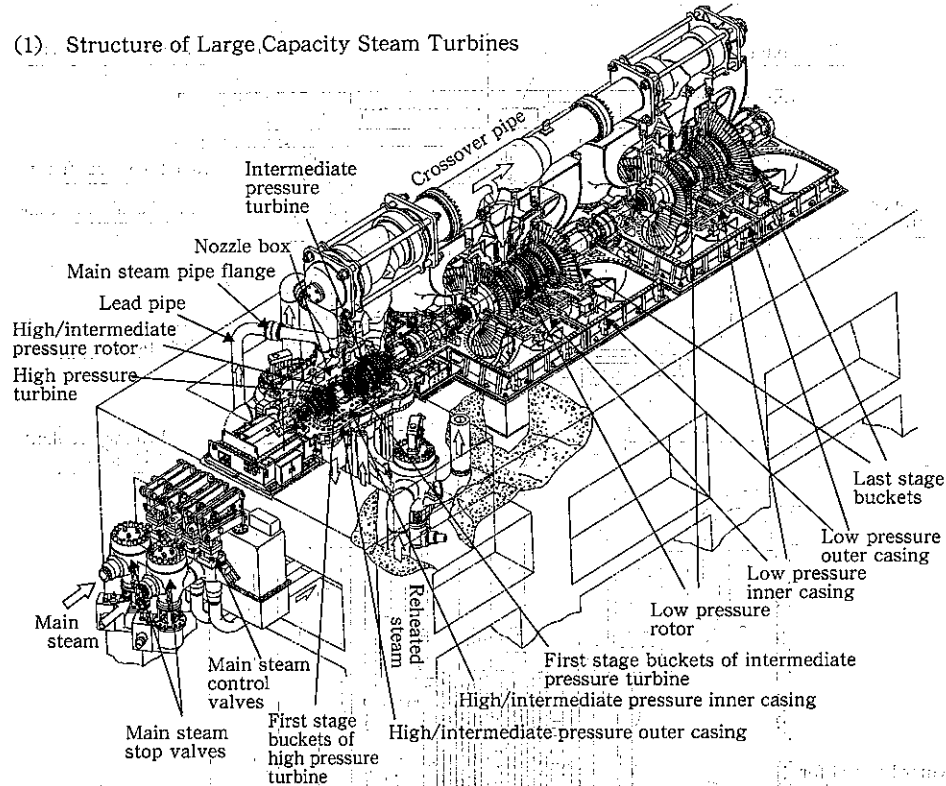 (1) Structure of Large Capacity Steam Turbines
Crossover pipe
Intermediate
pressure
turbine
Nozzle box
Main steam pipe flange
Lead pipe
High/intermediate
pressure rotor
High pressure
turbine
Last stage
buckets
Low pressure
outer casing
Low pressure
inner casing
Low pressure
rotor
Main
steam
Reheated
steam
First stage buckets of intermediate
pressure turbine
Main steam
control
valves
High/intermediate pressure inner casing
Main steam
stop valves
First stage
buckets of
high pressure
turbine
High/intermediate pressure outer casing